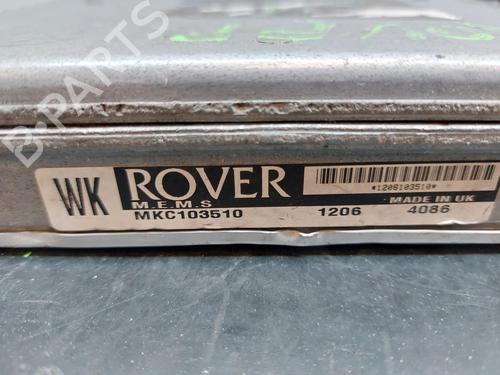 B-PARTS
WK
ROVER
M.E.M.S
*1206103510*
MADE IN UK
MKC103510 1206 4086